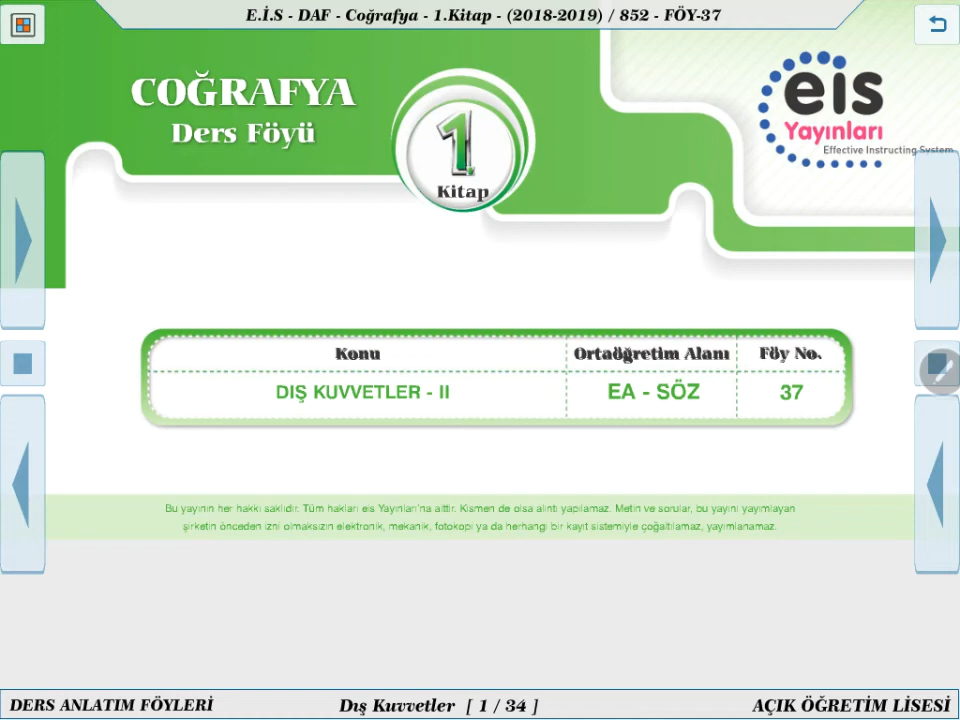 E.İ.S - DAF - Coğrafya - 1.Kitap - (2018-2019) / 852 - FÖY-37
COĞRAFYA
Ders Föyü
1.
Kitap
eis
Yayınları
Effective Instructing System
Konu
Ortaöğretim Alanı
Föy No.
DIŞ KUVVETLER - II
EA - SÖZ
37
Bu yayının her hakkı saklıdır. Tüm hakları eis Yayınları'na aittir. Kısmen de olsa alıntı yapılamaz. Metin ve sorular, bu yayını yayımlayan
şirketin önceden izni olmaksızın elektronik, mekanik, fotokopi ya da herhangi bir kayıt sistemiyle çoğaltılamaz, yayımlanamaz.
DERS ANLATIM FÖYLERİ
Dış Kuvvetler [ 1 / 34 ]
AÇIK ÖĞRETİM LİSESİ